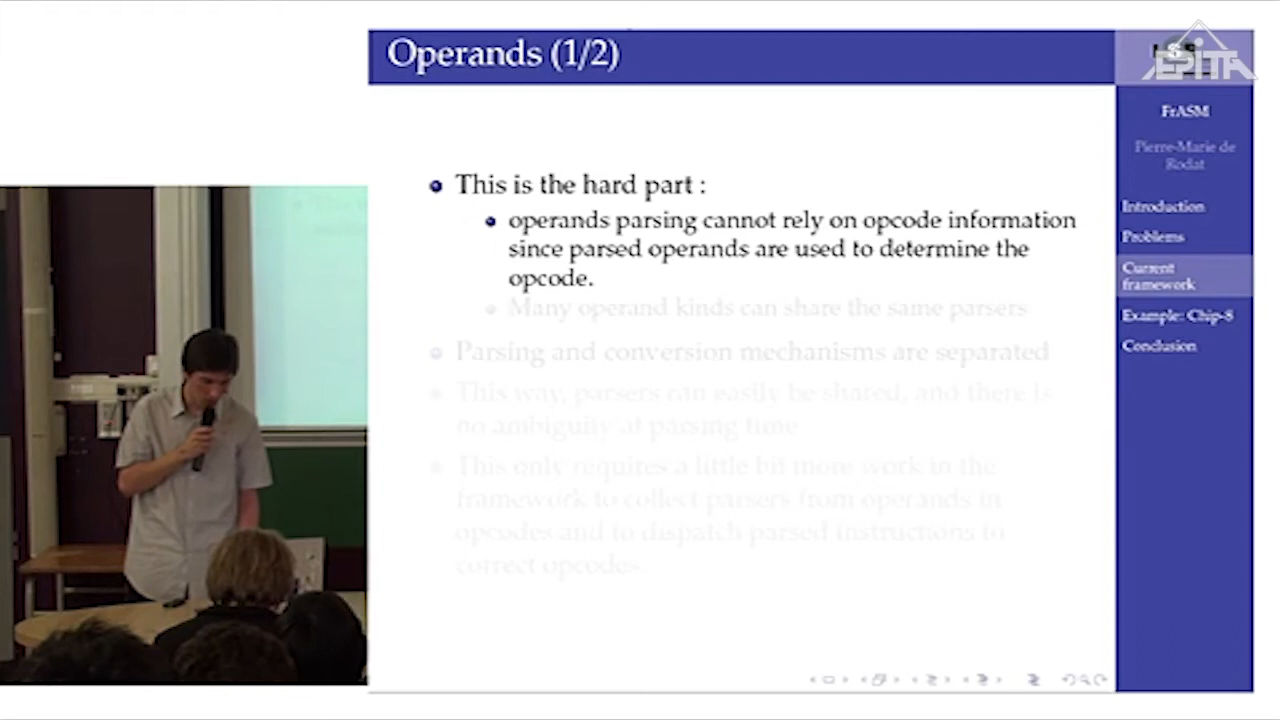 Operands (1/2)
This is the hard part :
operands parsing cannot rely on opcode information
since parsed operands are used to determine the
opcode.
Many operand kinds can share the same parsers
Parsing and conversion mechanisms are separated
This way, parsers can easily be shared, and there is
no ambiguity at parsing time
This only requires a little bit more work in the
framework to collect parsers from operands in
opcodes and to dispatch parsed instructions to
correct opcodes.
EPITA
FrASM
Pierre-Marie de
Rodat
Introduction
Problems
Current
framework
Example: Chip-8
Conclusion